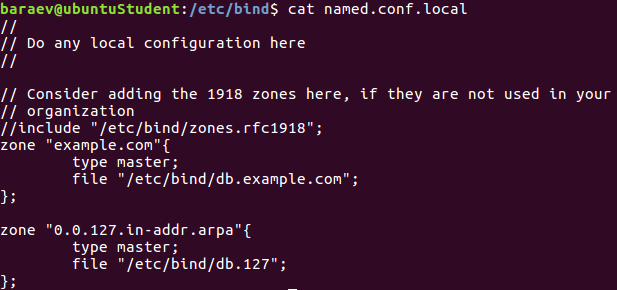 baraev@ubuntuStudent:/etc/bind$ cat named.conf.local
//
// Do any local configuration here
//

// Consider adding the 1918 zones here, if they are not used in your
// organization
//include "/etc/bind/zones.rfc1918";
zone "example.com"{
        type master;
        file "/etc/bind/db.example.com";
};

zone "0.0.127.in-addr.arpa"{
        type master;
        file "/etc/bind/db.127";
};